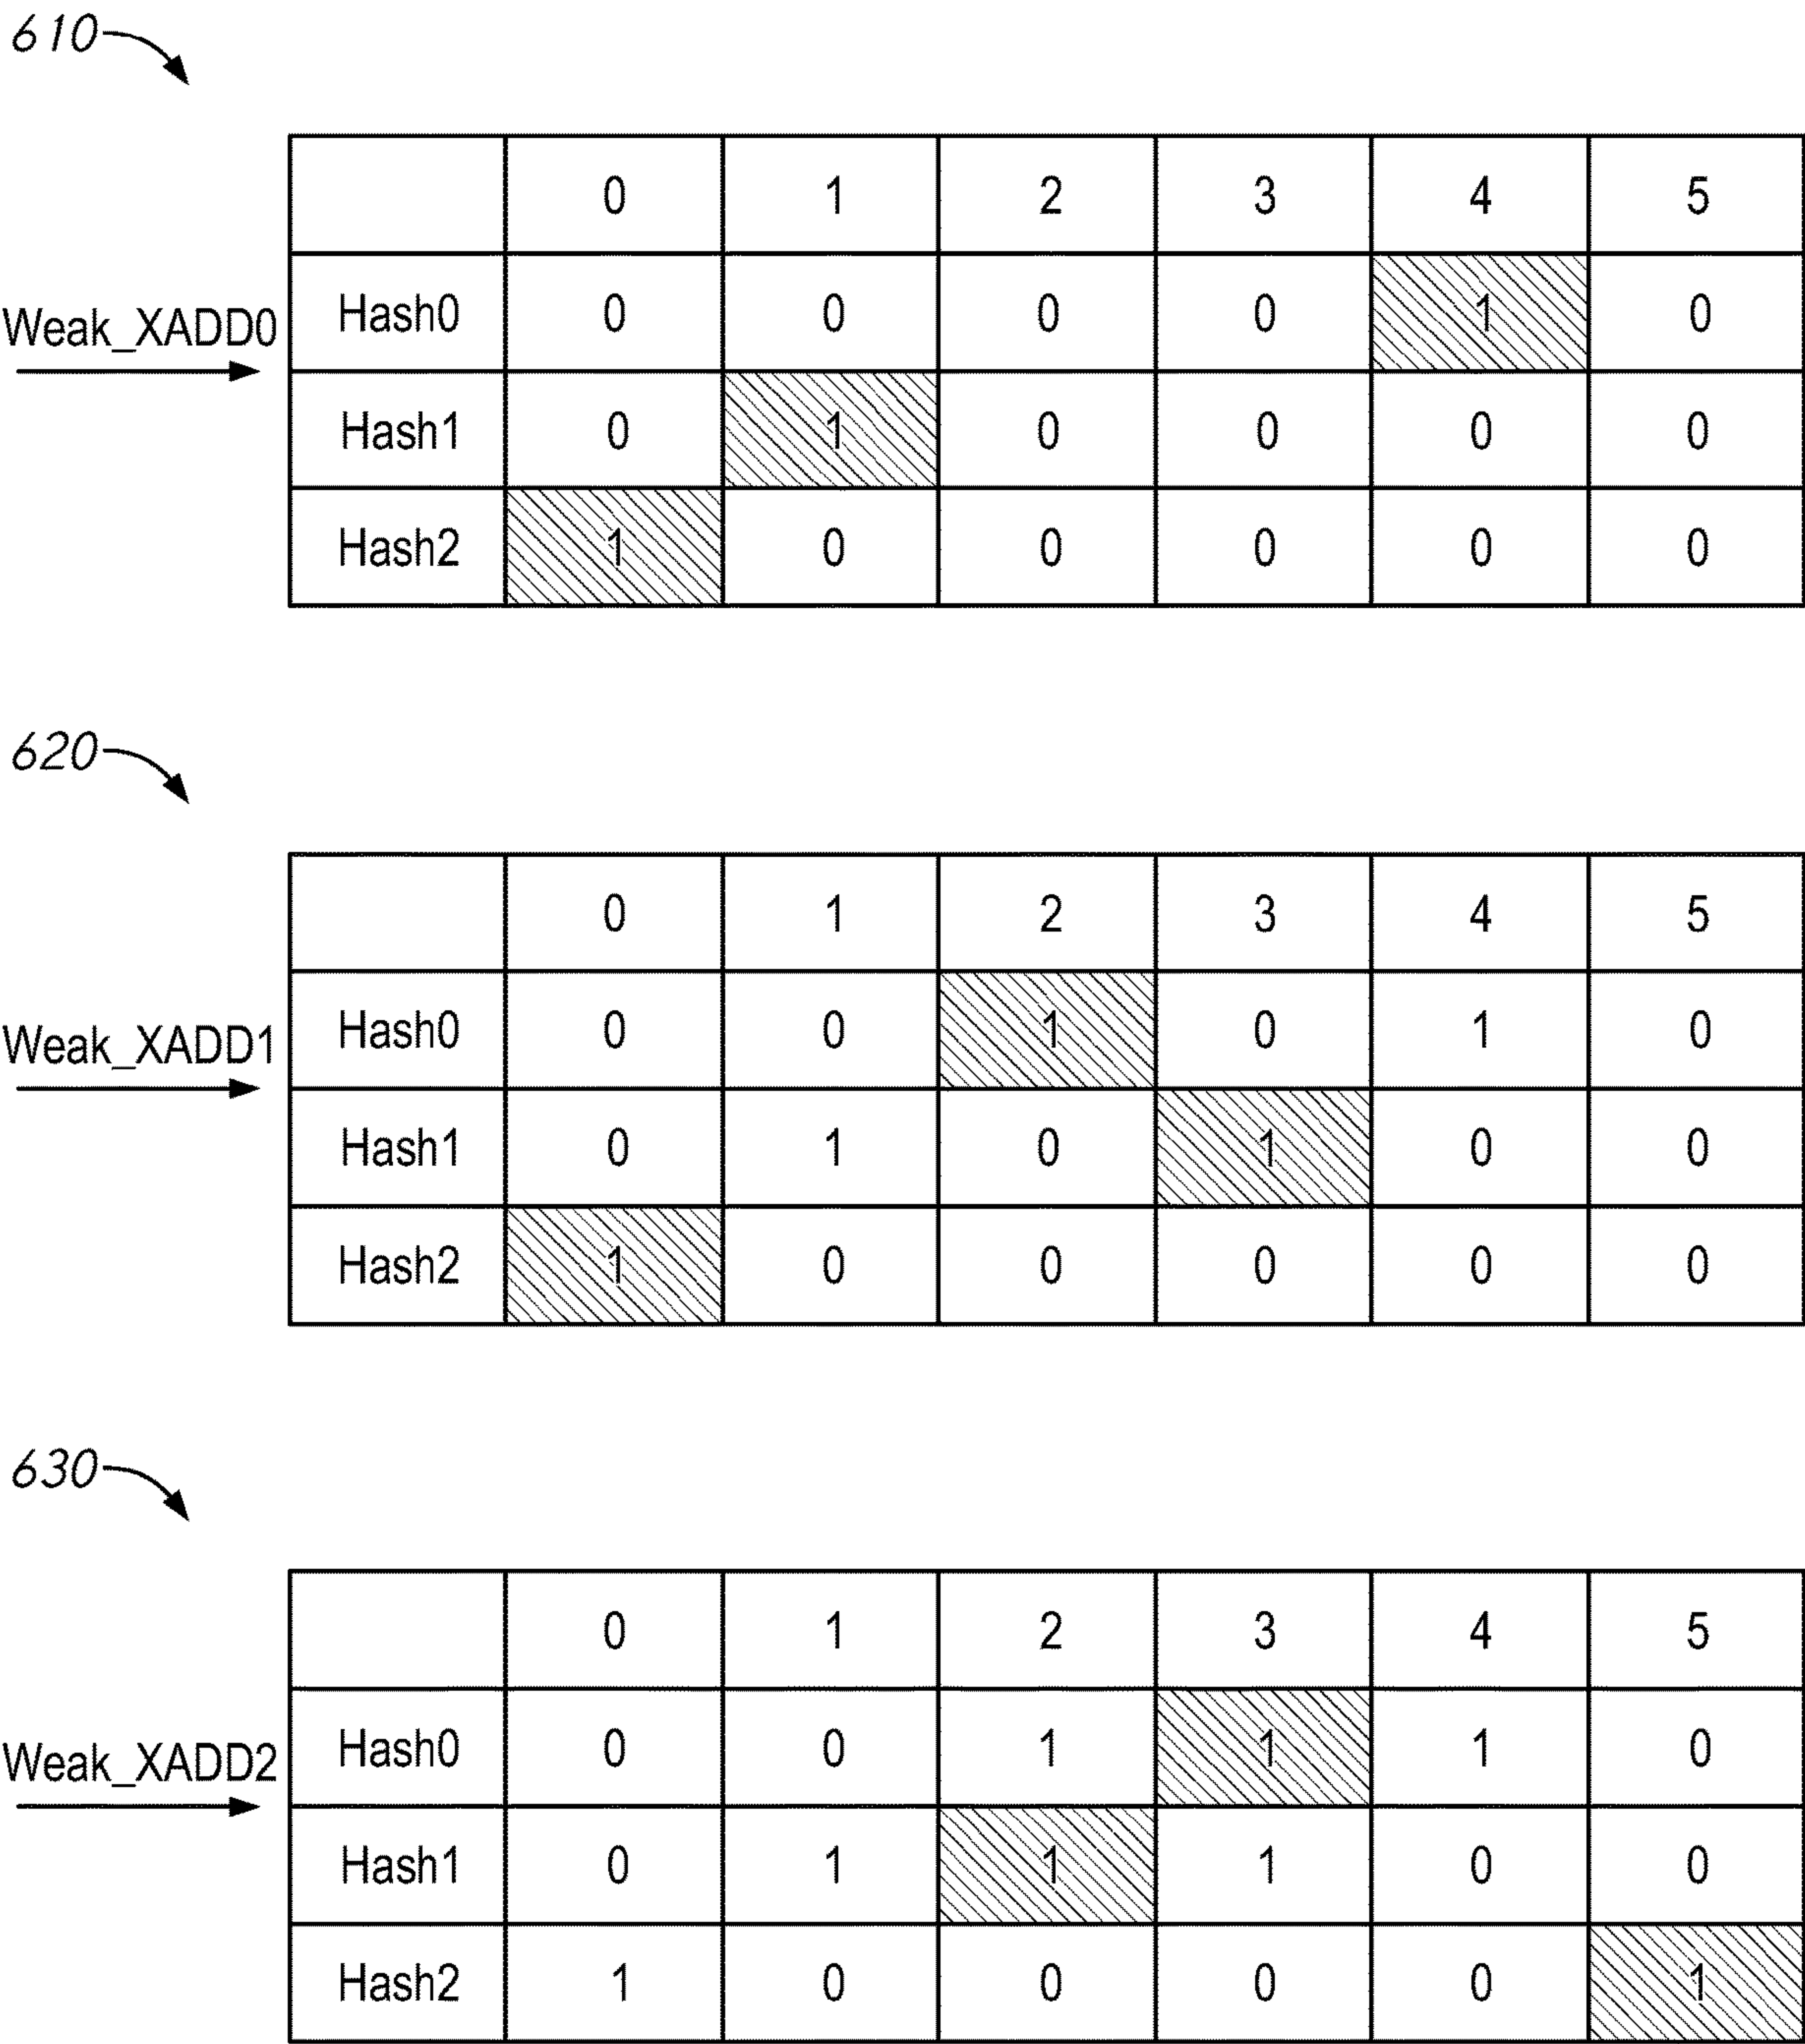 610
0 1 2 3 4 5
Weak_XADD0
Hash0 0 0 0 0 1 0
Hash1 0 1 0 0 0 0
Hash2 1 0 0 0 0 0
620
0 1 2 3 4 5
Weak_XADD1
Hash0 0 0 1 0 1 0
Hash1 0 1 0 1 0 0
Hash2 1 0 0 0 0 0
630
0 1 2 3 4 5
Weak_XADD2
Hash0 0 0 1 1 1 0
Hash1 0 1 1 1 0 0
Hash2 1 0 0 0 0 1